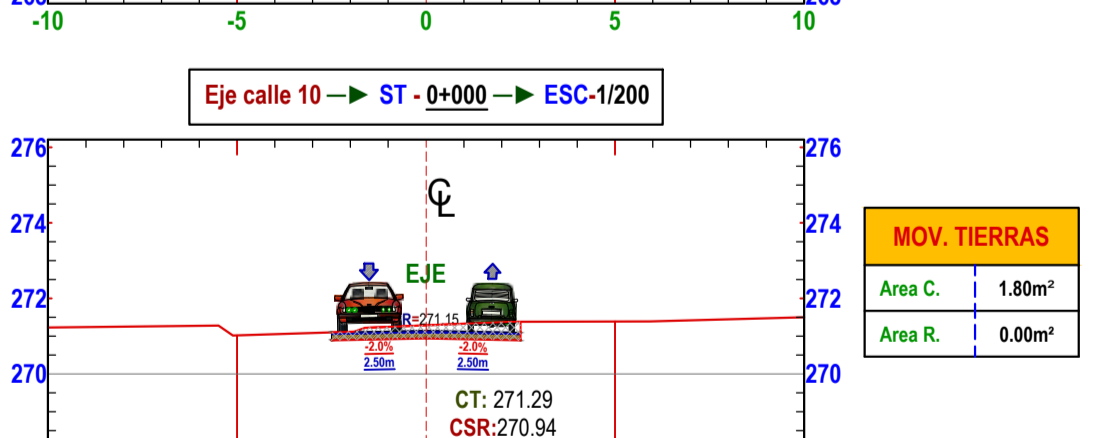 -10 -5 0 5 10
Eje calle 10 ST - 0+000 ESC-1/200
276 276
274 274
MOV. TIERRAS
EJE
272 272
Area C. 1.80m²
R=271.15
Area R. 0.00m²
-2.0% -2.0%
2.50m 2.50m
270 270
CT: 271.29
CSR:270.94